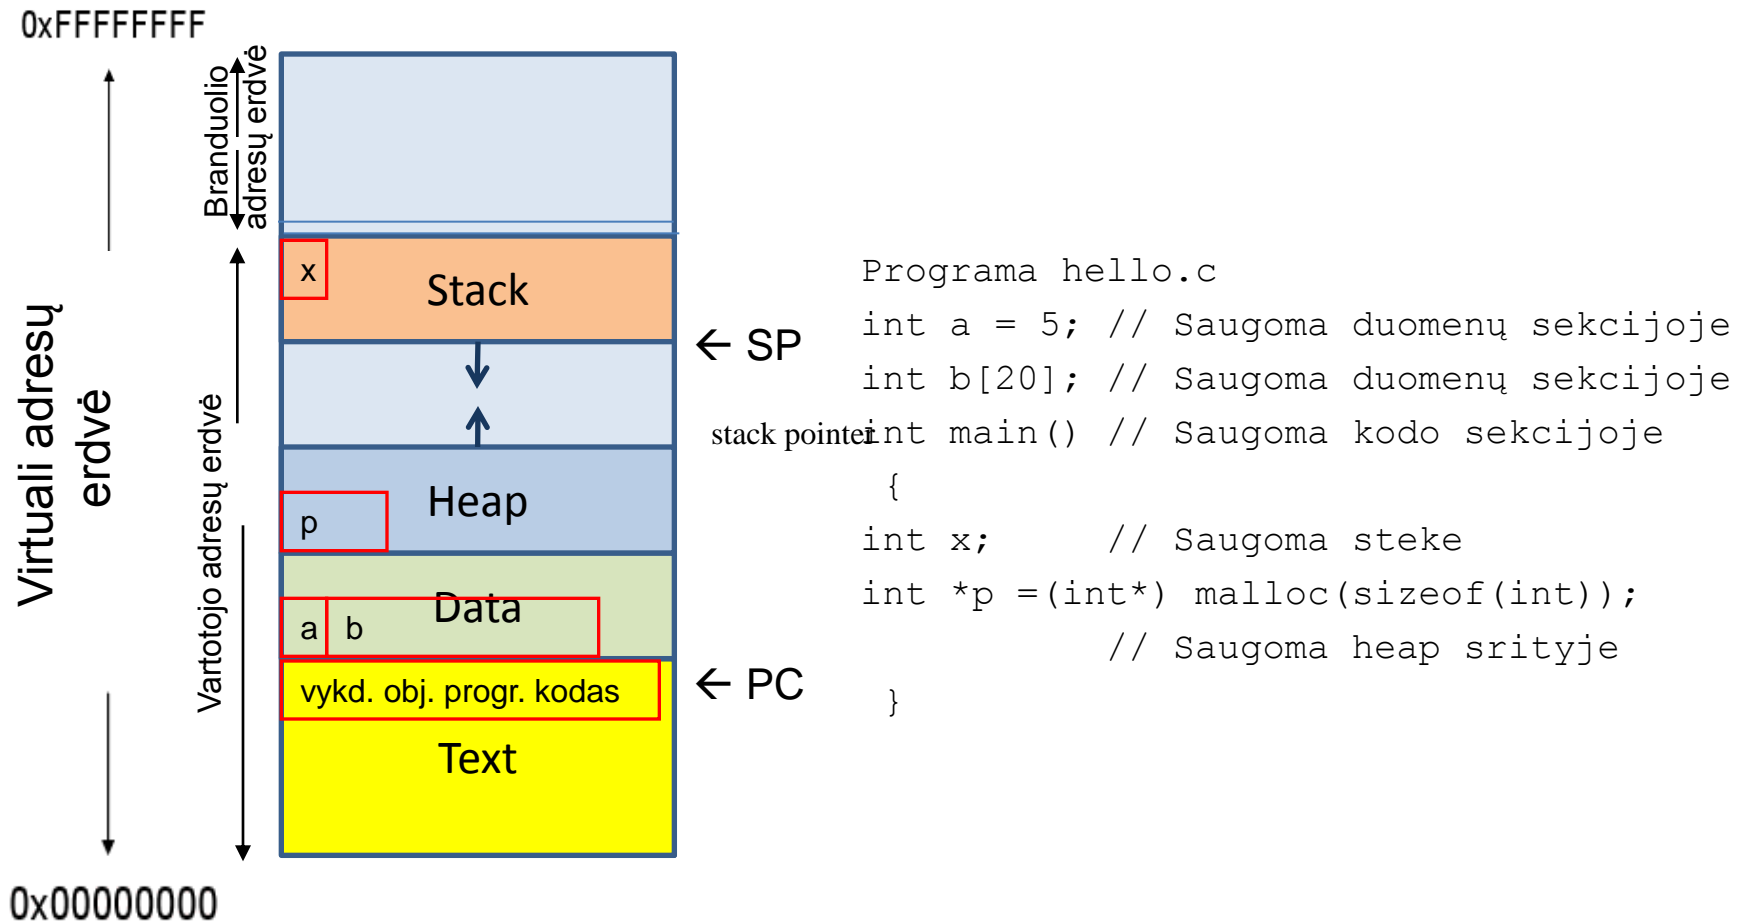 0xFFFFFFFF
Branduolio
adresų erdvė
Virtuali adresų
erdvė
Vartotojo adresų erdvė
x
Stack
← SP
stack pointer
p
Heap
Data
a
b
vykd. obj. progr. kodas
← PC
Text
0x00000000
Programa hello.c
int a = 5; // Saugoma duomenų sekcijoje
int b[20]; // Saugoma duomenų sekcijoje
int main() // Saugoma kodo sekcijoje
{
int x; // Saugoma steke
int *p =(int*) malloc(sizeof(int));
// Saugoma heap srityje
}